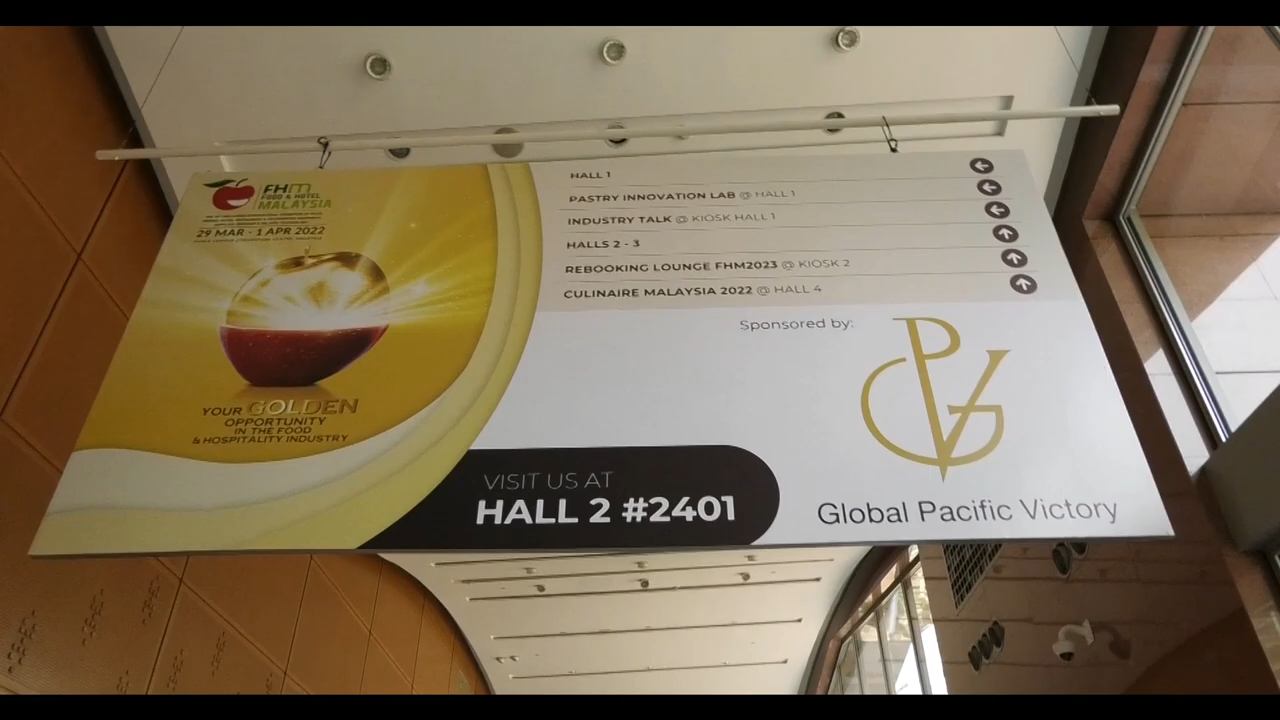 FHM
FOOD & HOTEL
MALAYSIA
29 MAR - 1 APR 2022
YOUR GOLDEN
OPPORTUNITY
IN THE FOOD
& HOSPITALITY INDUSTRY
HALL 1
PASTRY INNOVATION LAB @ HALL 1
INDUSTRY TALK @ KIOSK HALL 1
HALLS 2 - 3
REBOOKING LOUNGE FHM2023 @ KIOSK 2
CULINAIRE MALAYSIA 2022 @ HALL 4
Sponsored by:
PGV
Global Pacific Victory
VISIT US AT
HALL 2 #2401